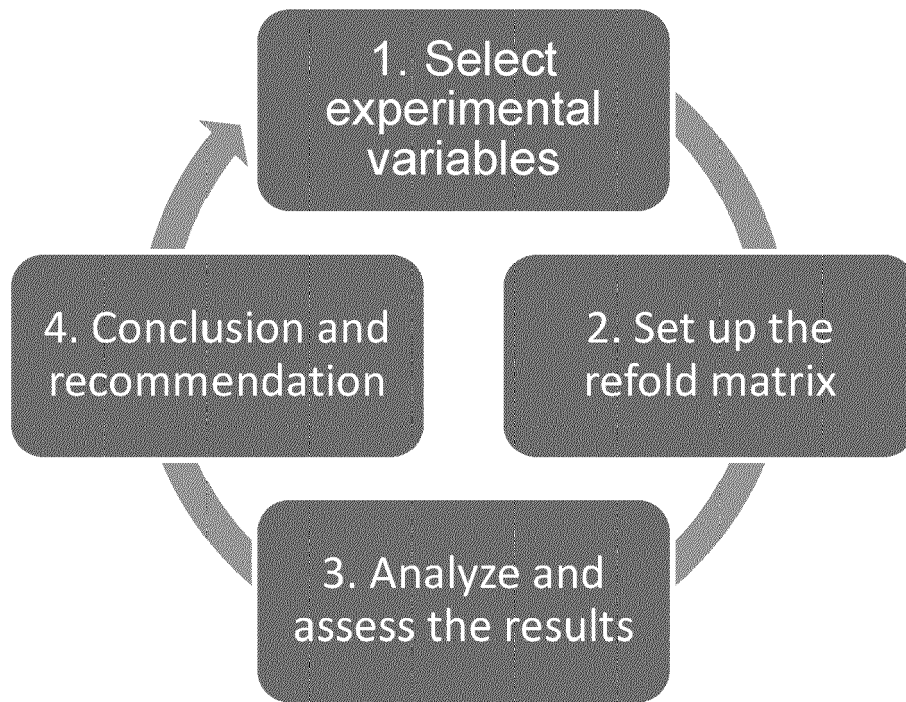 1. Select
experimental
variables
2. Set up the
refold matrix
3. Analyze and
assess the results
4. Conclusion and
recommendation